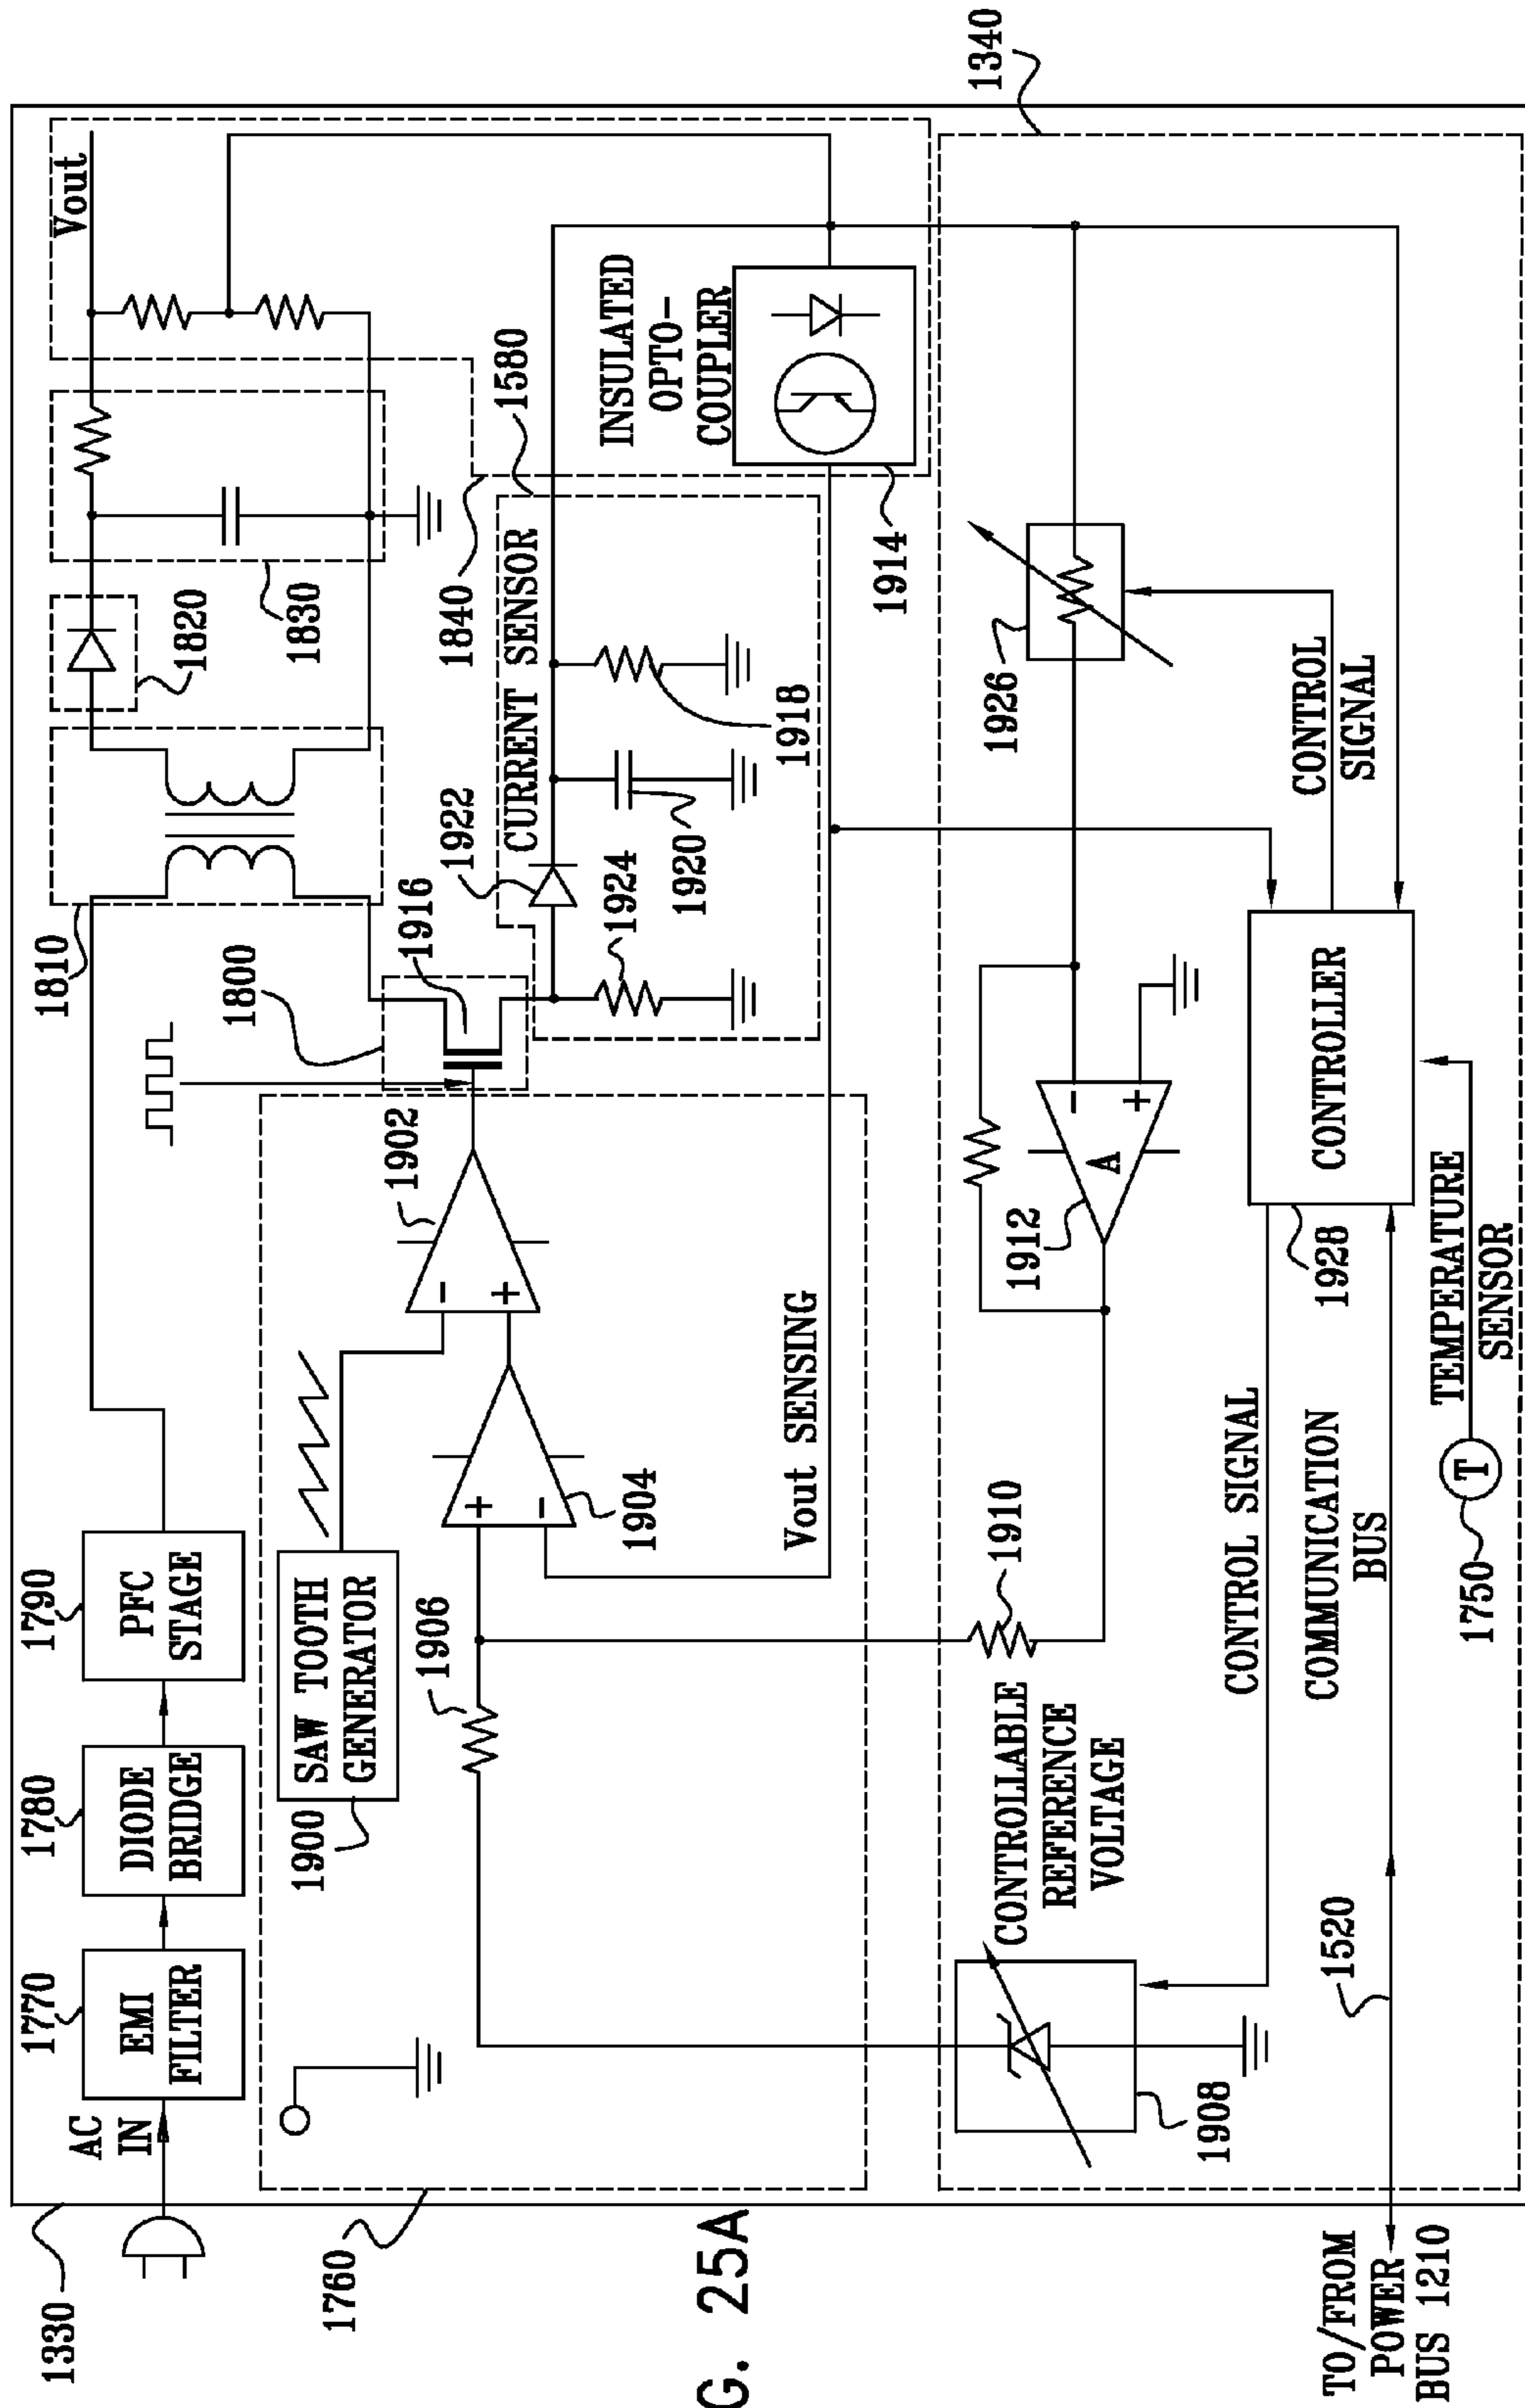 1330
AC
IN
1770
EMI
FILTER
1780
DIODE
BRIDGE
1790
PFC
STAGE
1810
1820
1830
Vout
1840
1580
1800
1916
1760
1900
SAW TOOTH
GENERATOR
1902
1904
1906
Vout SENSING
CURRENT SENSOR
1922
1924
1920
1918
INSULATED
OPTO-
COUPLER
1914
1340
CONTROLLABLE
REFERENCE
VOLTAGE
1908
1910
1912
A
1926
CONTROL
SIGNAL
CONTROL SIGNAL
CONTROLLER
1928
COMMUNICATION
BUS
1520
TEMPERATURE
SENSOR
T
1750
TO/FROM
POWER
BUS 1210
G. 25A
- +
+ -
- +